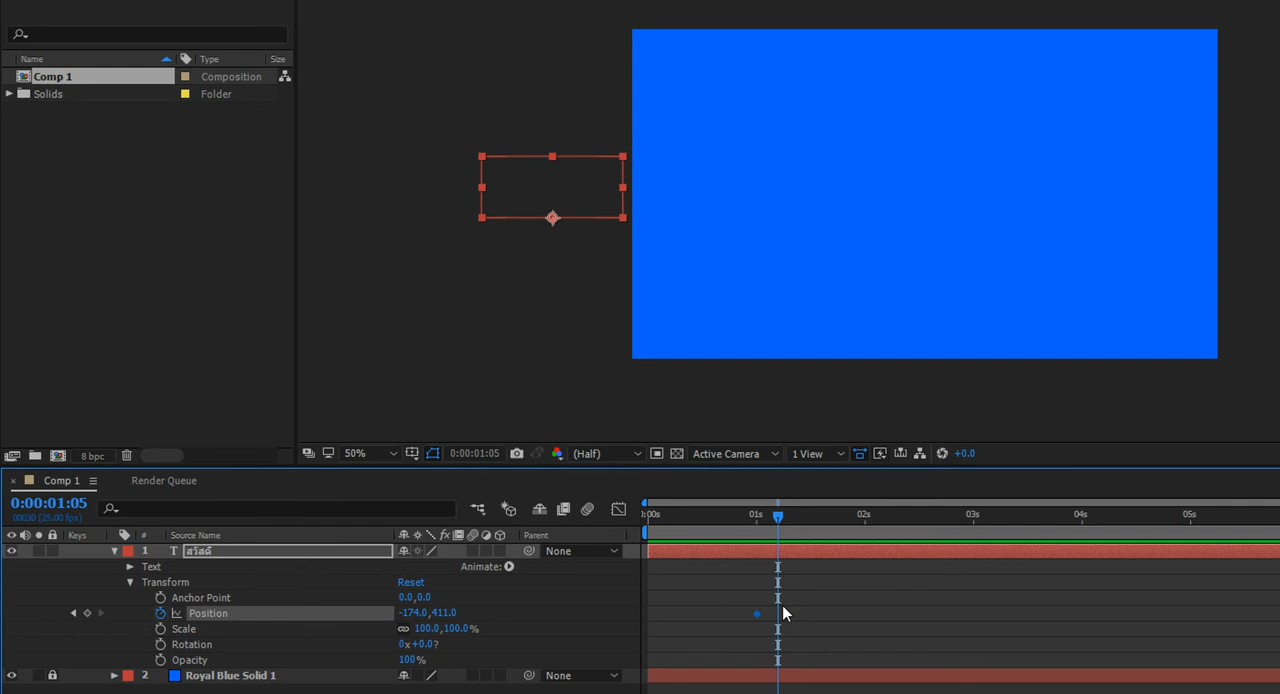 Name Type Size
Comp 1 Composition
Solids Folder
8 bpc
50% 0:00:01:05 (Half) Active Camera 1 View +0.0
Comp 1 Render Queue
0:00:01:05
00030 (25.00 fps)
:00s 01s 02s 03s 04s 05s
Keys # Source Name fx Parent
1 T สวัสดี None
Text Animate:
Transform Reset
Anchor Point 0.0,0.0
Position -174.0,411.0
Scale 100.0,100.0%
Rotation 0x+0.0?
Opacity 100%
2 Royal Blue Solid 1 None